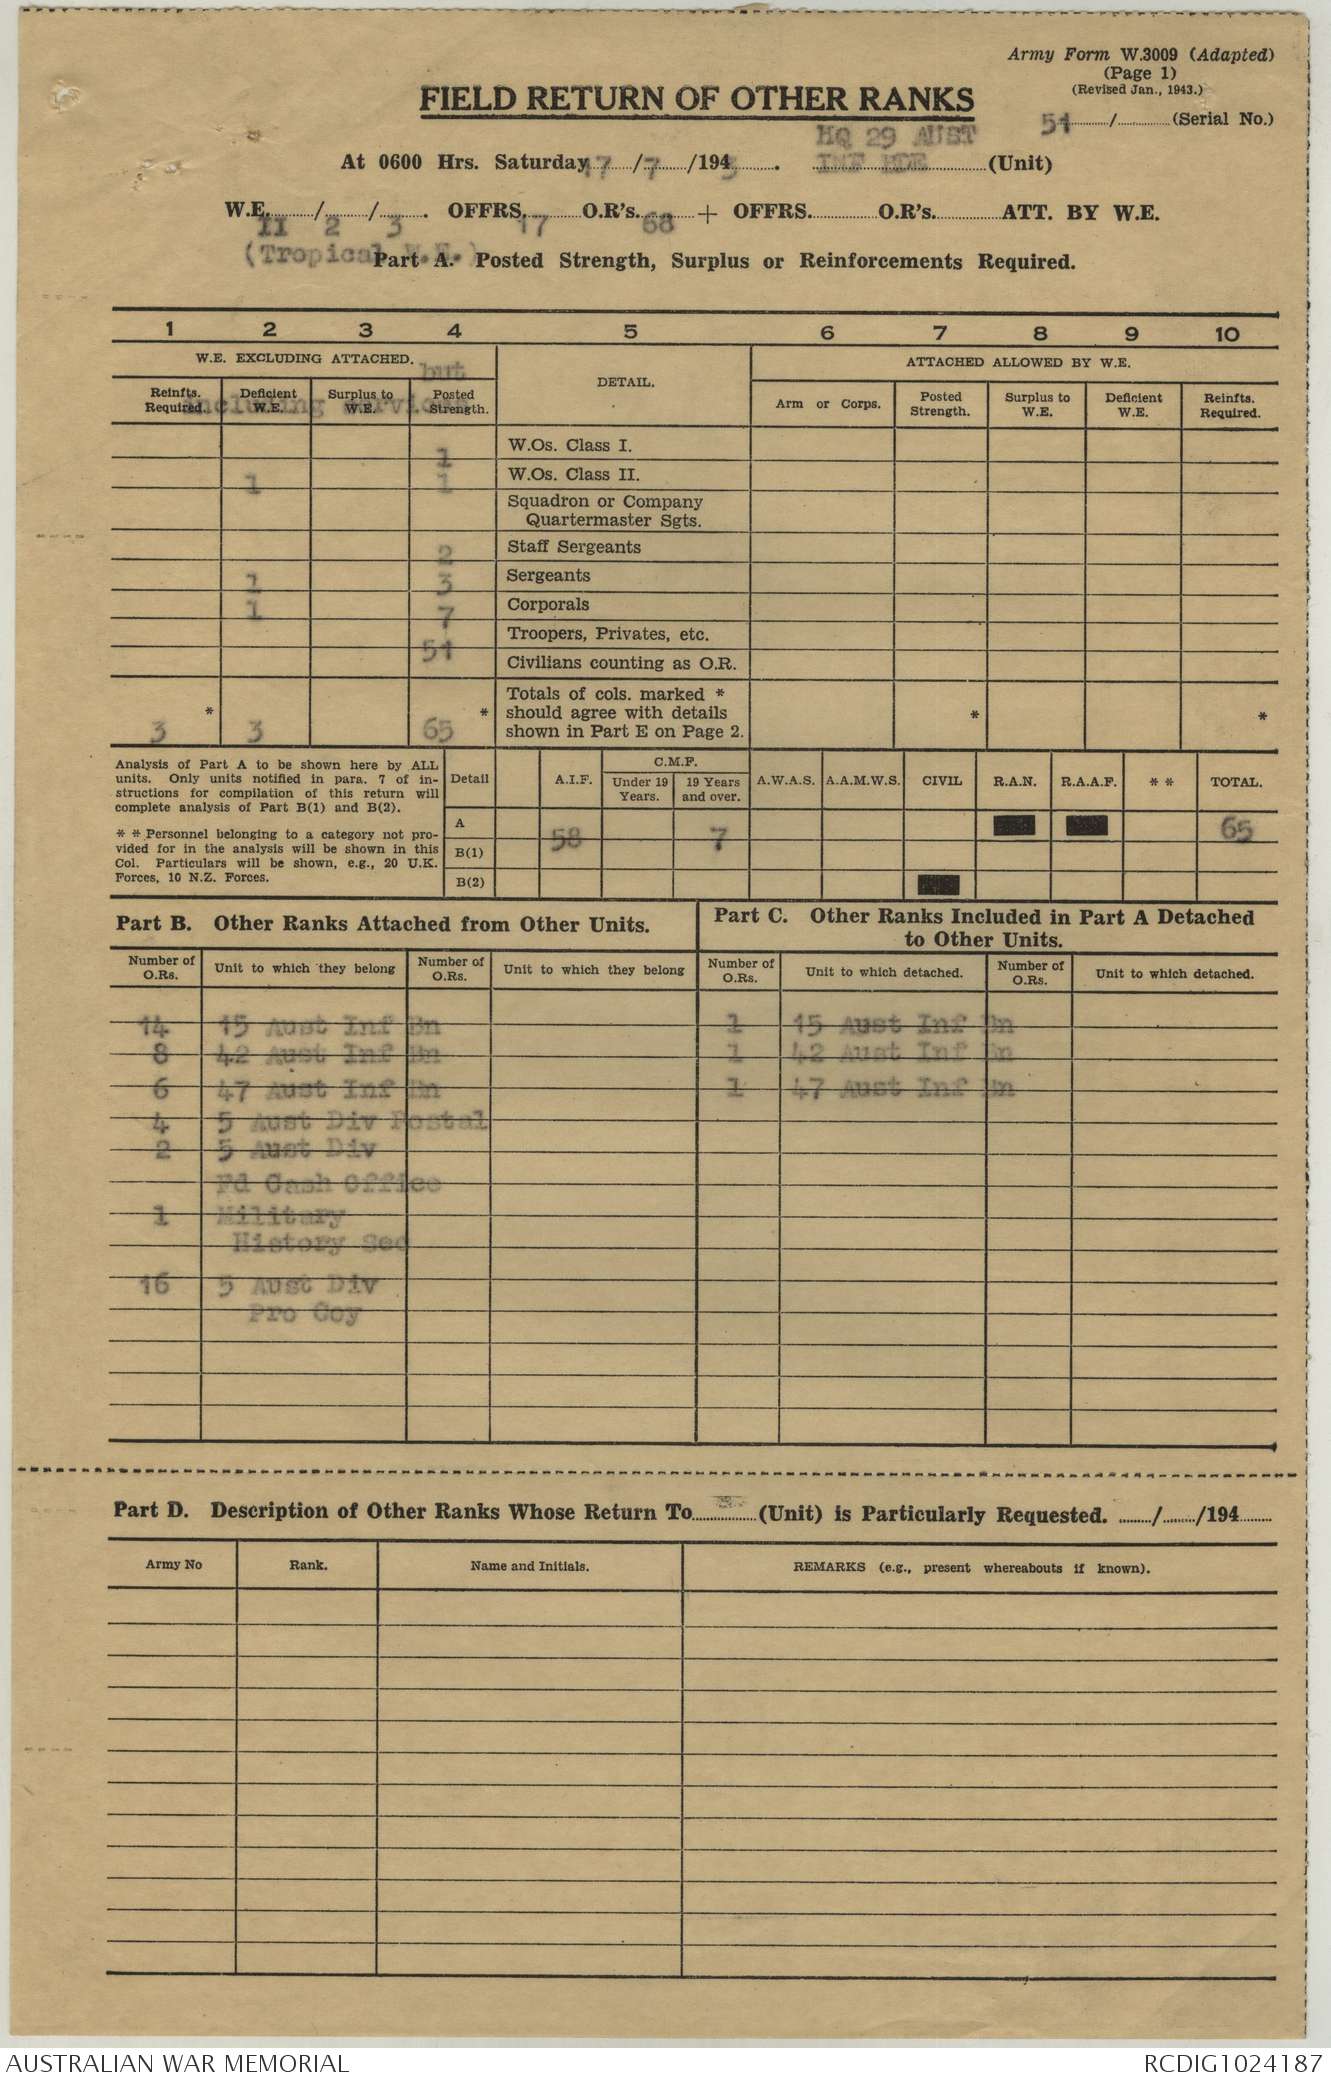 Army Form W.3009 (Adapted)
(Page 1)
(Revised Jan., 1943.)
FIELD RETURN OF OTHER RANKS
51 / (Serial No.)
HQ 29 AUST
At 0600 Hrs. Saturday 17/7/1943. INF BDE (Unit)
W.E. / / . OFFRS. O.R's. + OFFRS. O.R's. ATT. BY W.E.
II 2 3 17 68
(Tropical W.E.)
Part A. Posted Strength, Surplus or Reinforcements Required.
1 2 3 4 5 6 7 8 9 10
W.E. EXCLUDING ATTACHED. but
including services
DETAIL.
ATTACHED ALLOWED BY W.E.
Reinfts. Required. Deficient W.E. Surplus to W.E. Posted Strength.
Arm or Corps. Posted Strength. Surplus to W.E. Deficient W.E. Reinfts. Required.
W.Os. Class I.
1
W.Os. Class II.
1 1
Squadron or Company
Quartermaster Sgts.
Staff Sergeants
2
Sergeants
1 3
Corporals
1 7
Troopers, Privates, etc.
51
Civilians counting as O.R.
Totals of cols. marked *
* * should agree with details * *
3 3 65 shown in Part E on Page 2.
Analysis of Part A to be shown here by ALL
units. Only units notified in para. 7 of in-
structions for compilation of this return will
complete analysis of Part B(1) and B(2).
* * Personnel belonging to a category not pro-
vided for in the analysis will be shown in this
Col. Particulars will be shown, e.g., 20 U.K.
Forces, 10 N.Z. Forces.
C.M.F.
Detail A.I.F. Under 19 Years. 19 Years and over. A.W.A.S. A.A.M.W.S. CIVIL R.A.N. R.A.A.F. * * TOTAL.
A 58 7 65
B(1)
B(2)
Part B. Other Ranks Attached from Other Units.
Part C. Other Ranks Included in Part A Detached
to Other Units.
Number of O.Rs. Unit to which they belong Number of O.Rs. Unit to which they belong
Number of O.Rs. Unit to which detached. Number of O.Rs. Unit to which detached.
14 15 Aust Inf Bn 1 15 Aust Inf Bn
8 42 Aust Inf Bn 1 42 Aust Inf Bn
6 47 Aust Inf Bn 1 47 Aust Inf Bn
4 5 Aust Div Postal
2 5 Aust Div
Fd Cash Office
1 Military
History Sec
16 5 Aust Div
Pro Coy
Part D. Description of Other Ranks Whose Return To (Unit) is Particularly Requested. / /194
Army No Rank. Name and Initials. REMARKS (e.g., present whereabouts if known).
AUSTRALIAN WAR MEMORIAL RCDIG1024187